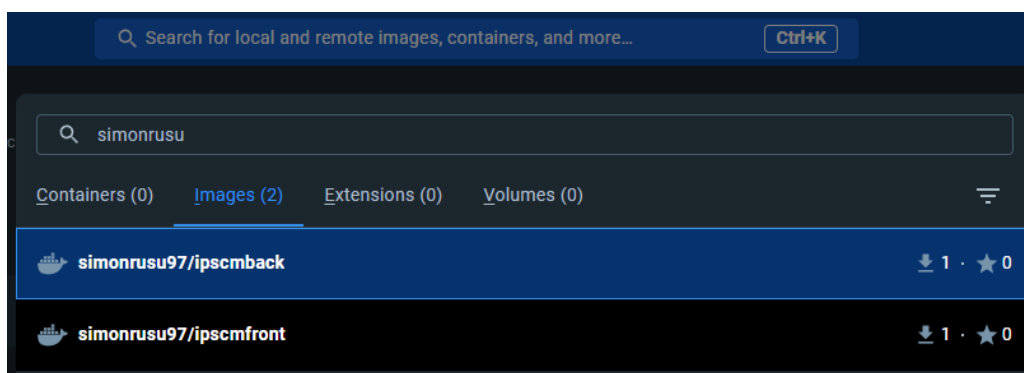 Search for local and remote images, containers, and more... Ctrl+K
c
simonrusu
Containers (0) Images (2) Extensions (0) Volumes (0)
simonrusu97/ipscmback 1 · 0
simonrusu97/ipscmfront 1 · 0